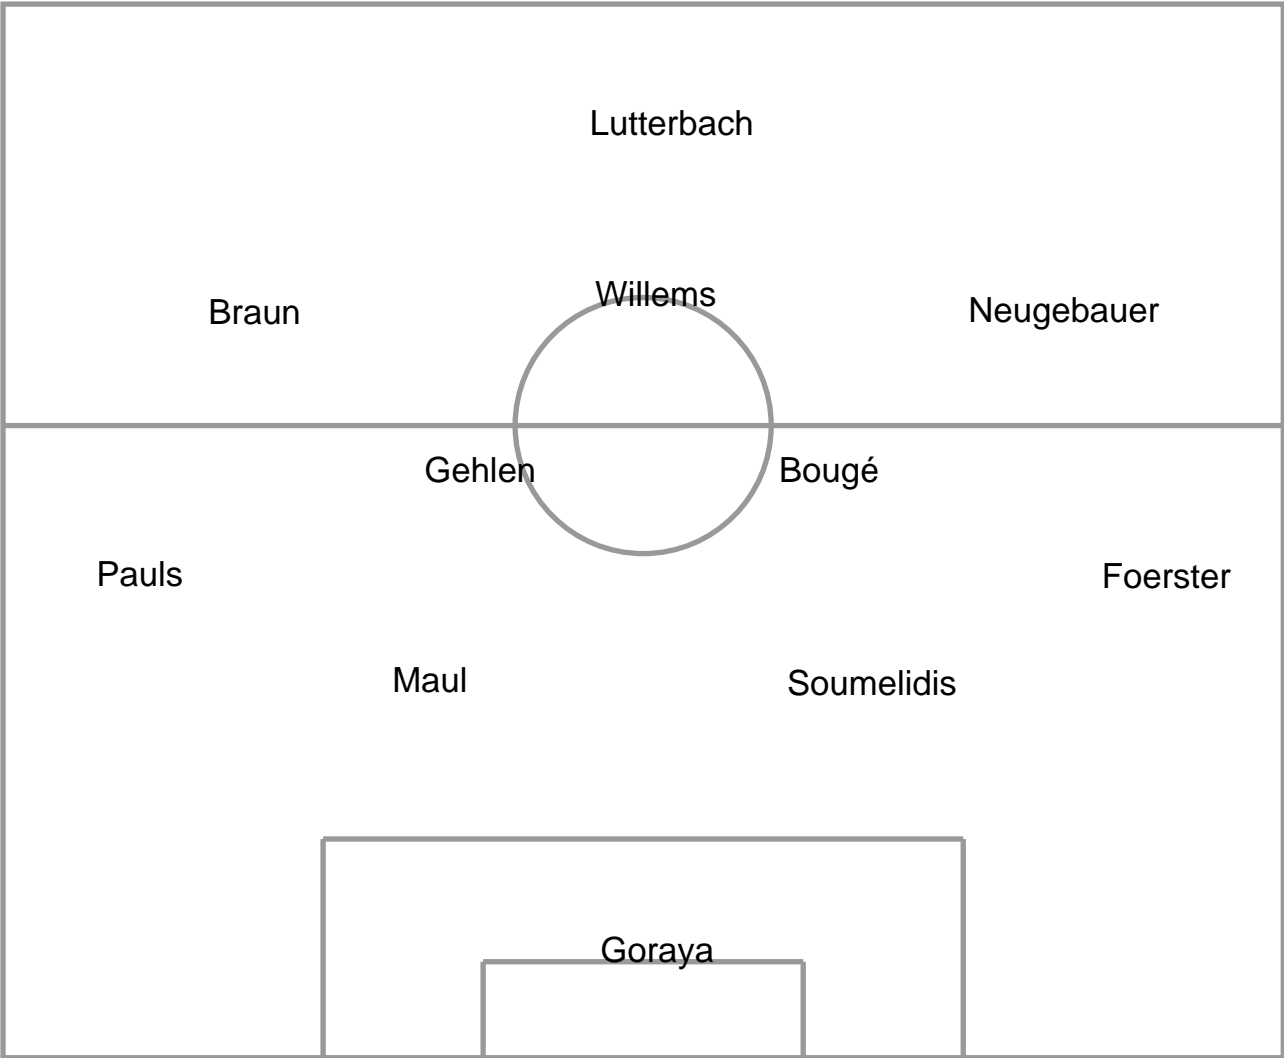 Lutterbach
Willems
Braun
Neugebauer
Gehlen
Bougé
Pauls
Foerster
Maul
Soumelidis
Goraya